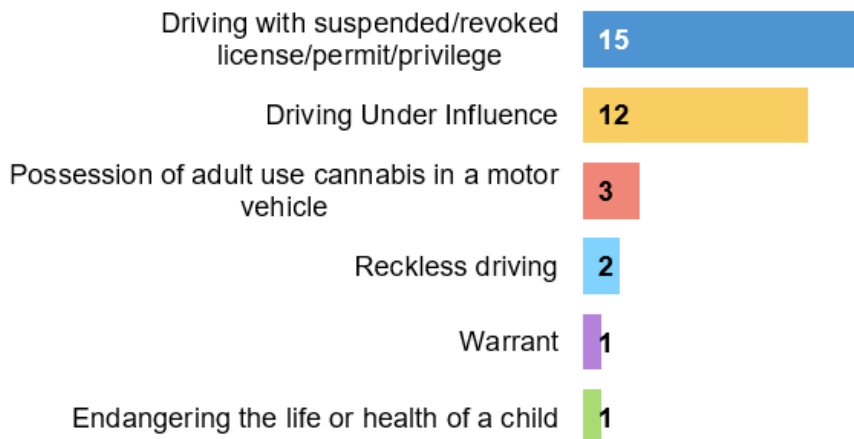 Driving with suspended/revoked
license/permit/privilege
15
Driving Under Influence
12
Possession of adult use cannabis in a motor
vehicle
3
Reckless driving
2
Warrant
1
Endangering the life or health of a child
1